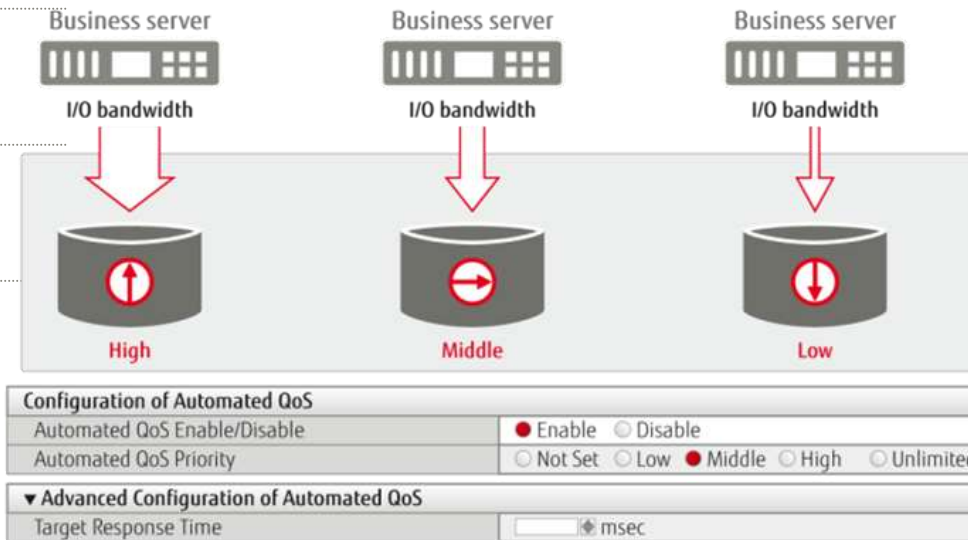 Business server Business server Business server
I/O bandwidth I/O bandwidth I/O bandwidth
High Middle Low
Configuration of Automated QoS
Automated QoS Enable/Disable Enable Disable
Automated QoS Priority Not Set Low Middle High Unlimited
▼ Advanced Configuration of Automated QoS
Target Response Time msec